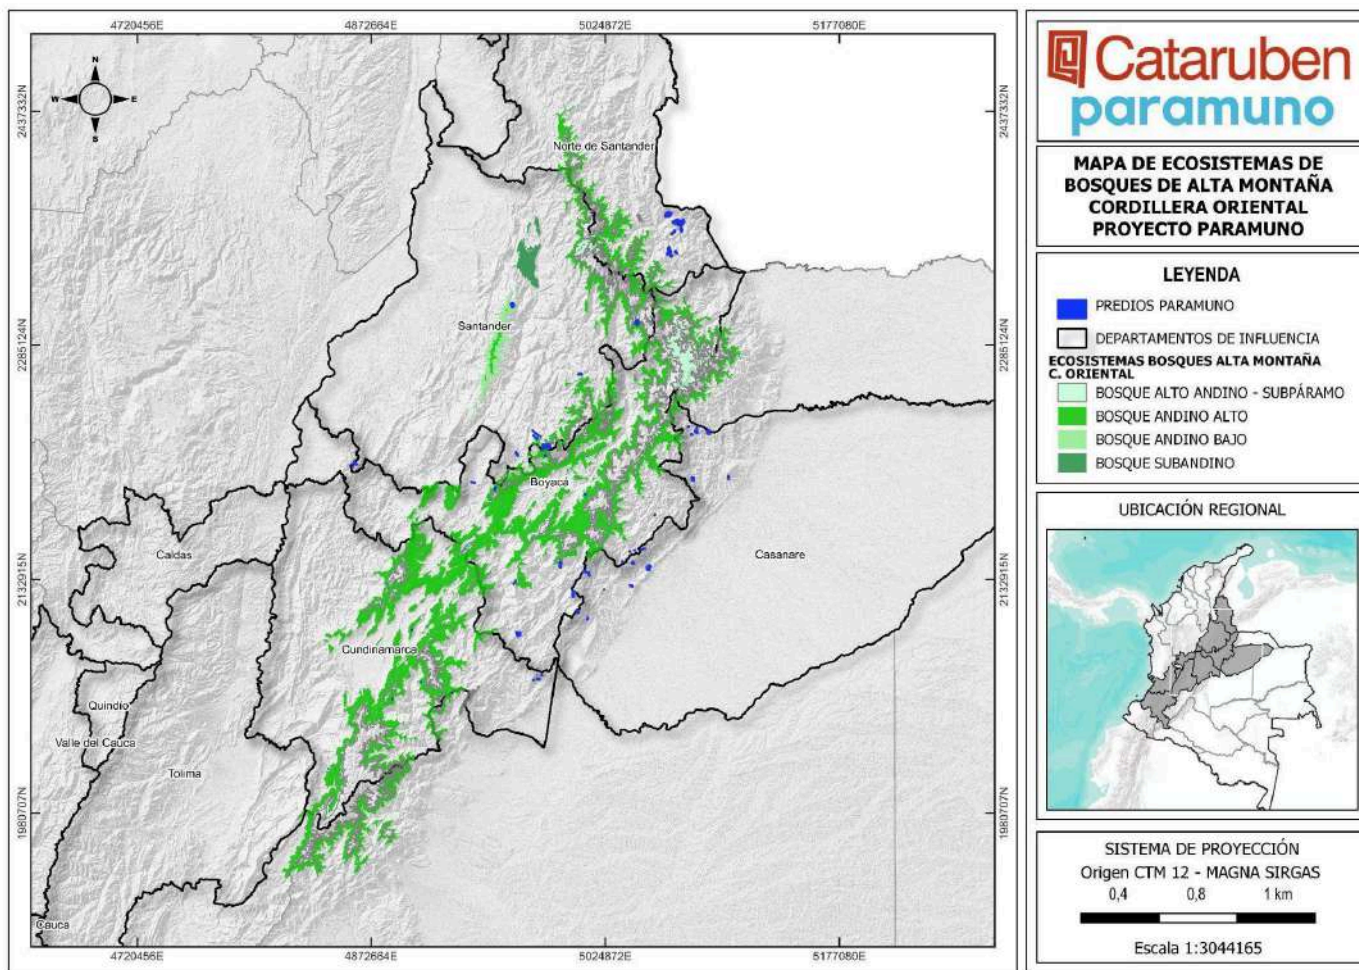 4720456E
4872664E
5024872E
5177080E
2437332N
2285124N
2132915N
1980707N
N
W
E
S
Norte de Santander
Santander
Boyacá
Caldas
Casanare
Cundinamarca
Quindío
Valle del Cauca
Tolima
Cauca
2437332N
2285124N
2132915N
1980707N
4720456E
4872664E
5024872E
5177080E
Cataruben
paramuno
MAPA DE ECOSISTEMAS DE
BOSQUES DE ALTA MONTAÑA
CORDILLERA ORIENTAL
PROYECTO PARAMUNO
LEYENDA
PREDIOS PARAMUNO
DEPARTAMENTOS DE INFLUENCIA
ECOSISTEMAS BOSQUES ALTA MONTAÑA
C. ORIENTAL
BOSQUE ALTO ANDINO - SUBPÁRAMO
BOSQUE ANDINO ALTO
BOSQUE ANDINO BAJO
BOSQUE SUBANDINO
UBICACIÓN REGIONAL
SISTEMA DE PROYECCIÓN
Origen CTM 12 - MAGNA SIRGAS
0,4 0,8 1 km
Escala 1:3044165